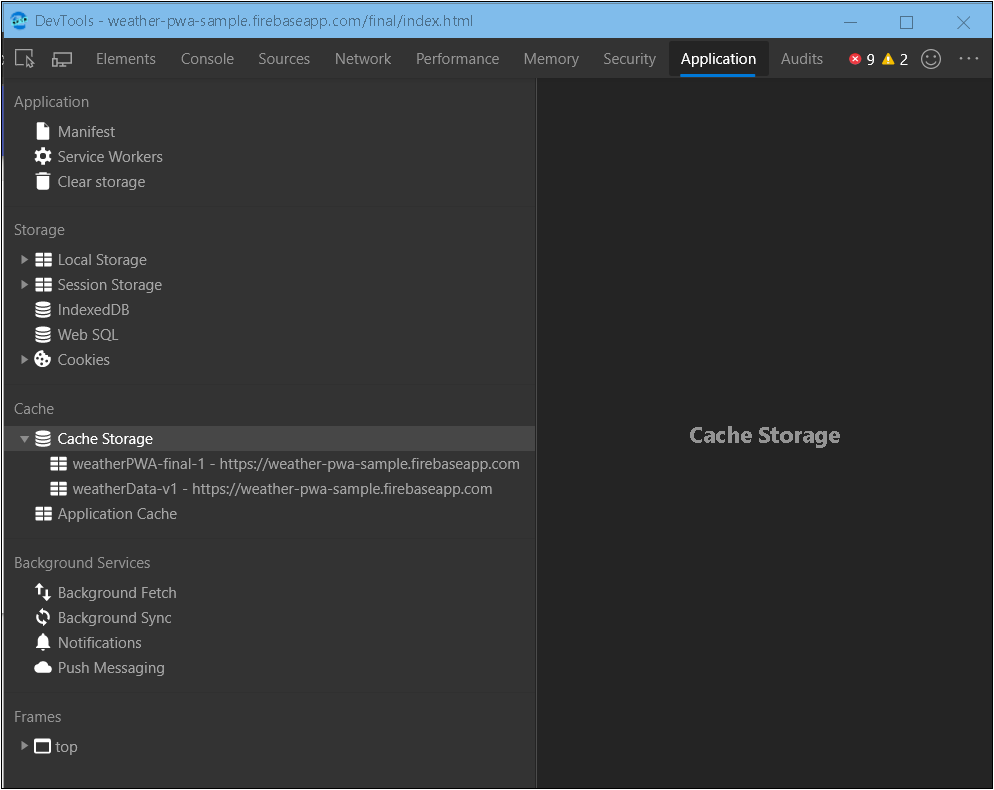 DevTools - weather-pwa-sample.firebaseapp.com/final/index.html
Elements Console Sources Network Performance Memory Security Application Audits 9 2
Application
Manifest
Service Workers
Clear storage
Storage
Local Storage
Session Storage
IndexedDB
Web SQL
Cookies
Cache
Cache Storage
weatherPWA-final-1 - https://weather-pwa-sample.firebaseapp.com
weatherData-v1 - https://weather-pwa-sample.firebaseapp.com
Application Cache
Background Services
Background Fetch
Background Sync
Notifications
Push Messaging
Frames
top
Cache Storage